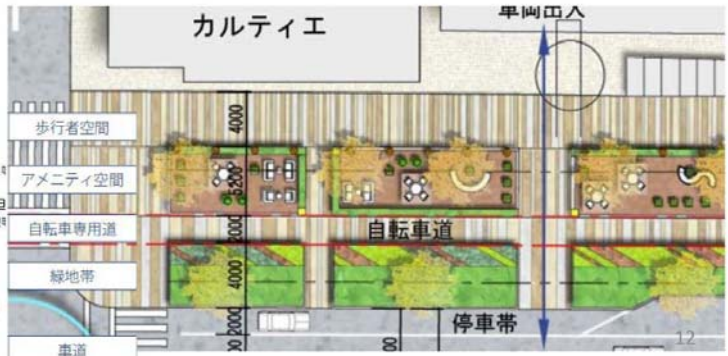 カルティエ
車両出入
歩行者空間
4000
アメニティ空間
自転車専用道
2000
自転車道
緑地帯
4000
停車帯
2000
車道
12